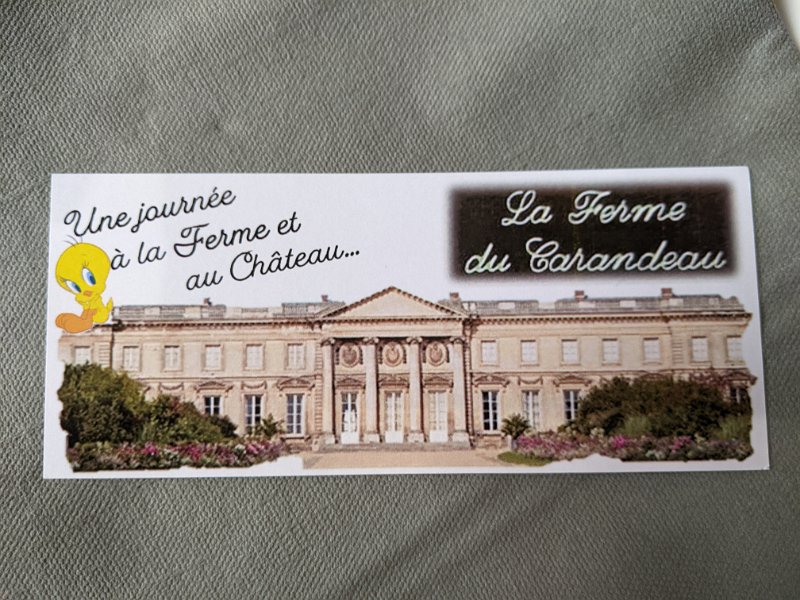 Une journée
à la Ferme et
au Château...
La Ferme
du Carandeau